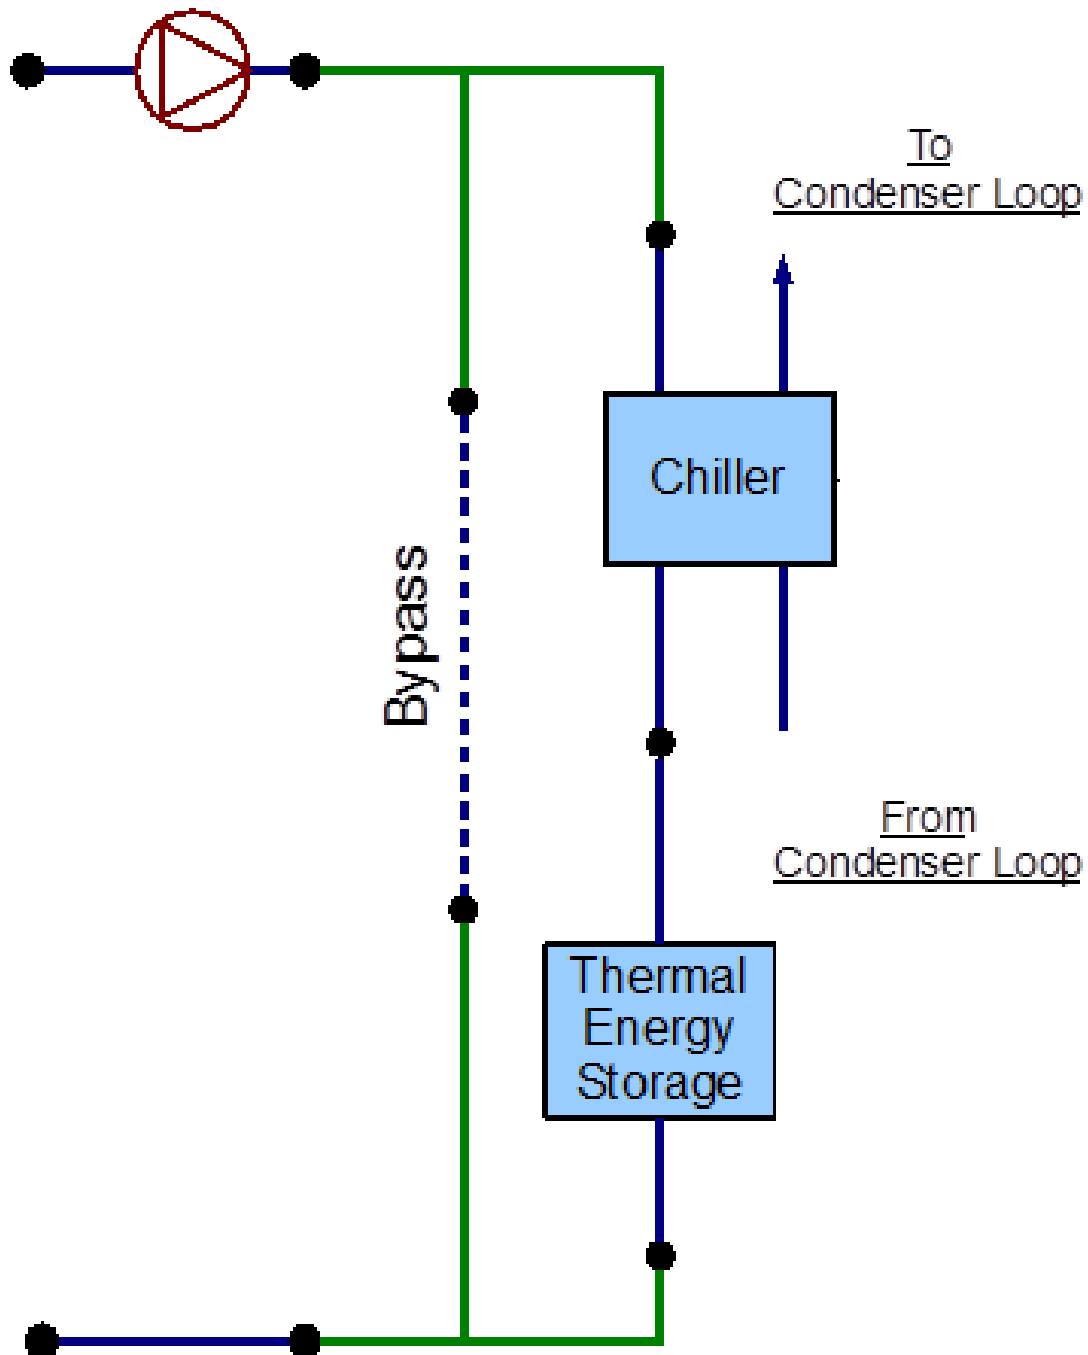 To
Condenser Loop
Chiller
Bypass
From
Condenser Loop
Thermal
Energy
Storage